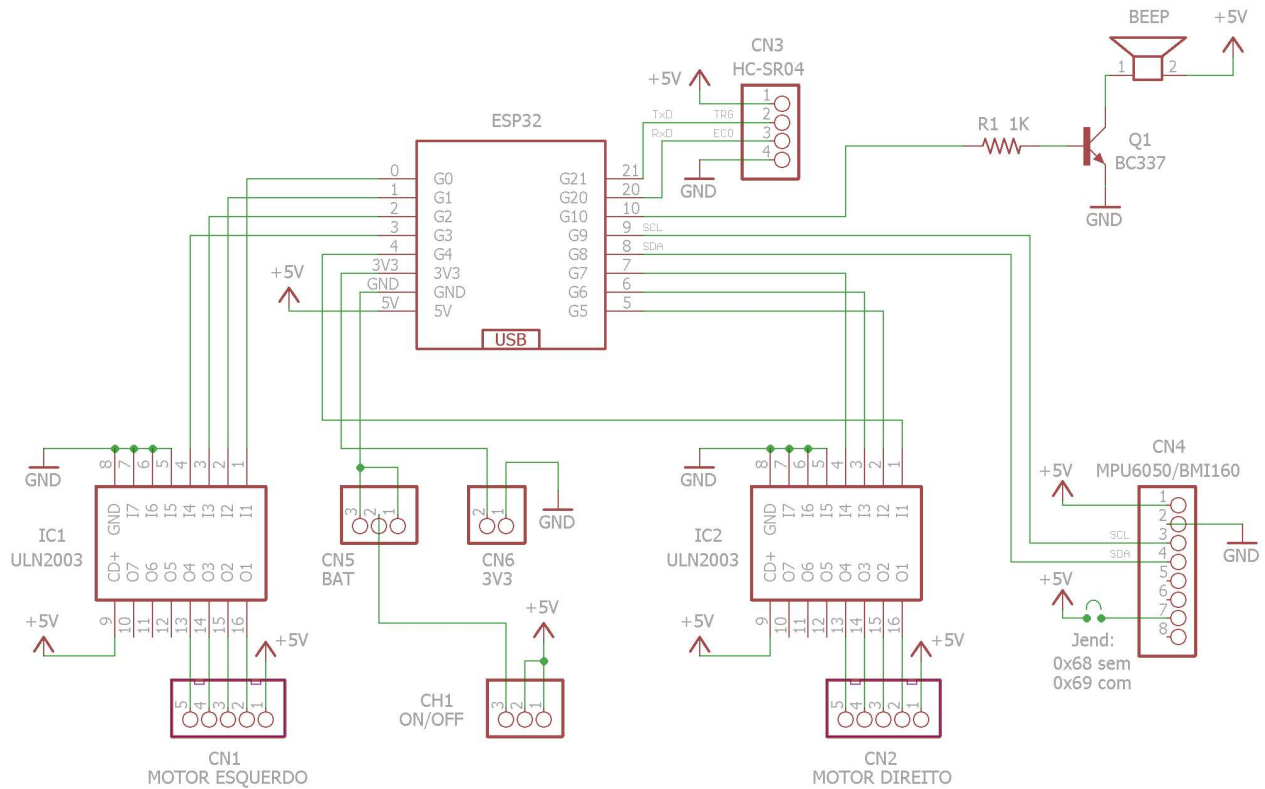 BEEP
+5V
1
2
CN3
HC-SR04
+5V
1
TxD TRG 2
RxD ECO 3
4
GND
R1 1K
Q1
BC337
GND
ESP32
0 G0
1 G1
2 G2
3 G3
4 G4
3V3 3V3
GND GND
5V 5V
+5V
G21 21
G20 20
G10 10
G9 9 SCL
G8 8 SDA
G7 7
G6 6
G5 5
USB
GND
8 7 6 5 4 3 2 1
GND I7 I6 I5 I4 I3 I2 I1
IC1
ULN2003
CD+ O7 O6 O5 O4 O3 O2 O1
9 10 11 12 13 14 15 16
+5V
+5V
5 4 3 2 1
CN1
MOTOR ESQUERDO
3 2 1
CN5
BAT
2 1
CN6
3V3
GND
+5V
CH1
ON/OFF
3 2 1
GND
8 7 6 5 4 3 2 1
GND I7 I6 I5 I4 I3 I2 I1
IC2
ULN2003
CD+ O7 O6 O5 O4 O3 O2 O1
9 10 11 12 13 14 15 16
+5V
+5V
5 4 3 2 1
CN2
MOTOR DIREITO
CN4
MPU6050/BMI160
+5V
1
2
SCL 3
SDA 4
5
6
7
8
GND
+5V
Jend:
0x68 sem
0x69 com